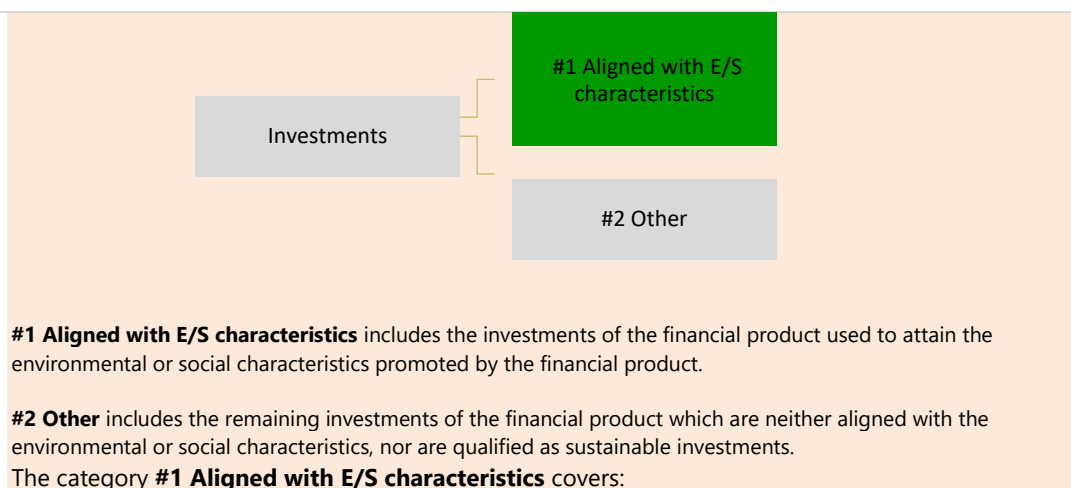 #1 Aligned with E/S
characteristics
Investments
#2 Other
#1 Aligned with E/S characteristics includes the investments of the financial product used to attain the
environmental or social characteristics promoted by the financial product.
#2 Other includes the remaining investments of the financial product which are neither aligned with the
environmental or social characteristics, nor are qualified as sustainable investments.
The category #1 Aligned with E/S characteristics covers: